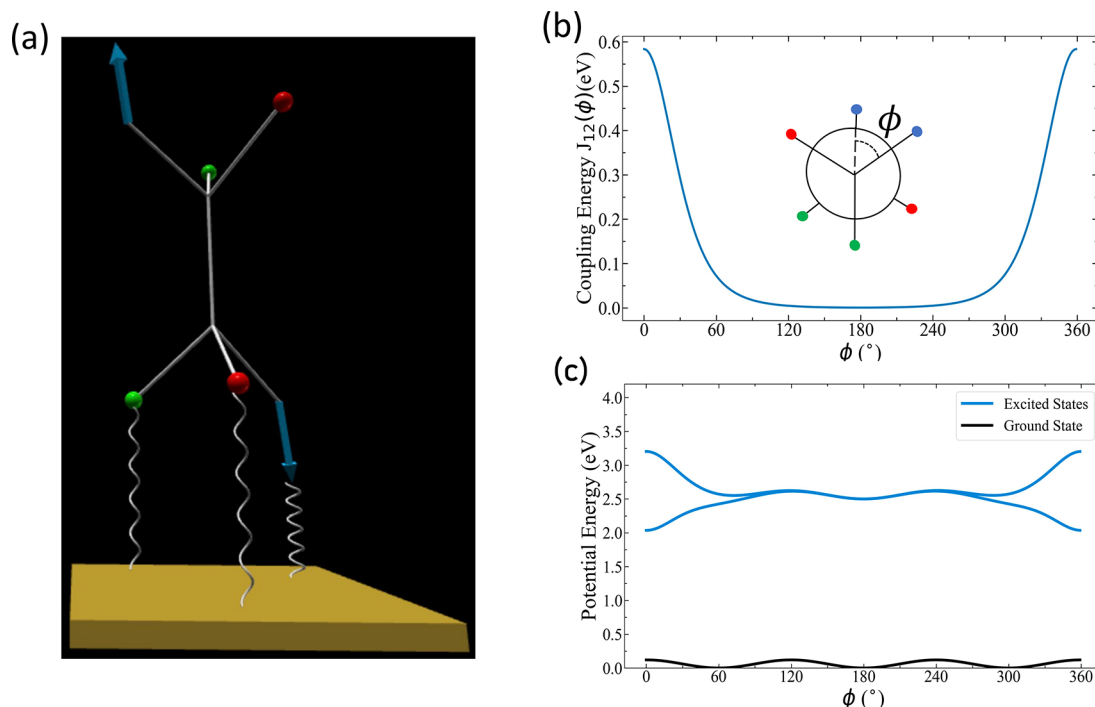 (a)
(b)
Coupling Energy J₁₂(ϕ)(eV)
0.6
0.5
0.4
0.3
0.2
0.1
0.0
ϕ
0 60 120 180 240 300 360
ϕ (°)
(c)
Potential Energy (eV)
4.0
3.5
3.0
2.5
2.0
1.5
1.0
0.5
0.0
Excited States
Ground State
0 60 120 180 240 300 360
ϕ (°)